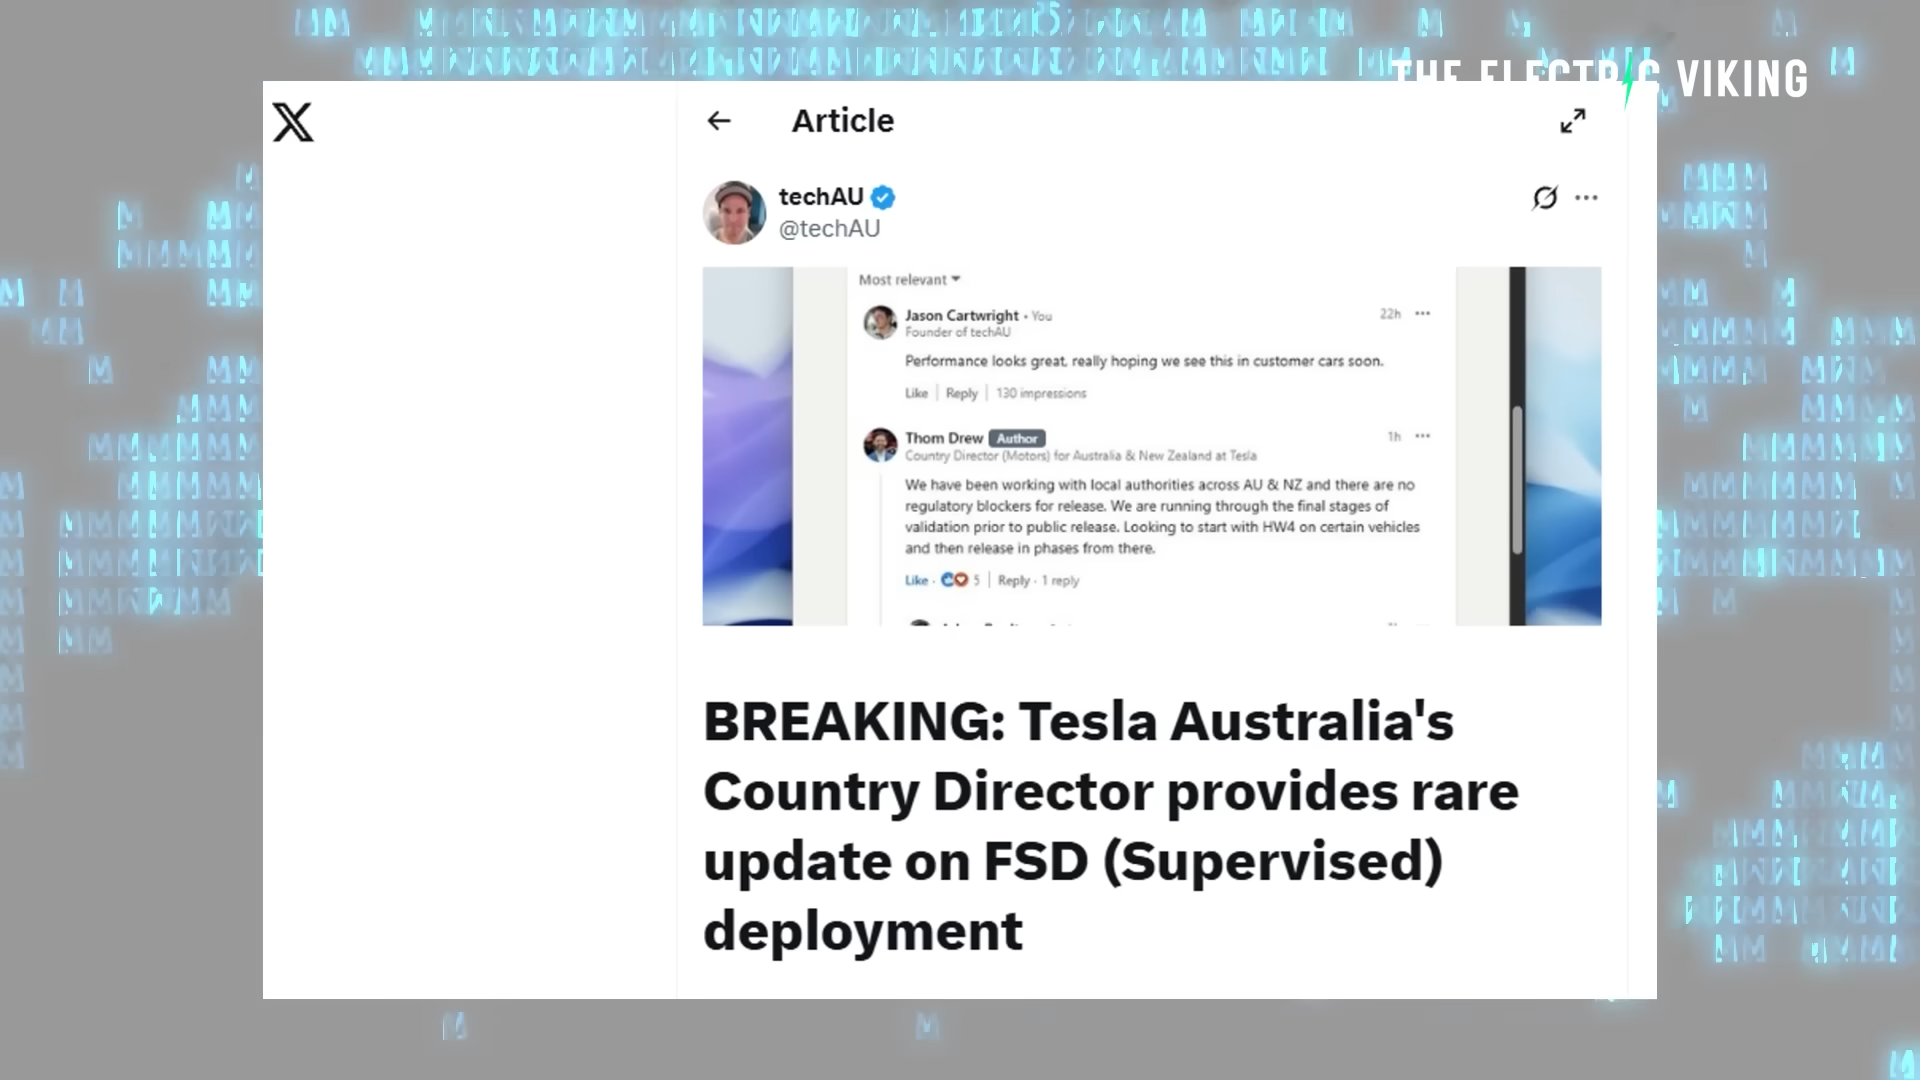 THE ELECTRIC VIKING
Article
techAU
@techAU
Most relevant
Jason Cartwright • You
22h
Founder of techAU
Performance looks great, really hoping we see this in customer cars soon.
Like | Reply | 130 impressions
Thom Drew Author
1h
Country Director (Motors) for Australia & New Zealand at Tesla
We have been working with local authorities across AU & NZ and there are no
regulatory blockers for release. We are running through the final stages of
validation prior to public release. Looking to start with HW4 on certain vehicles
and then release in phases from there.
Like · 5 | Reply · 1 reply
BREAKING: Tesla Australia's
Country Director provides rare
update on FSD (Supervised)
deployment